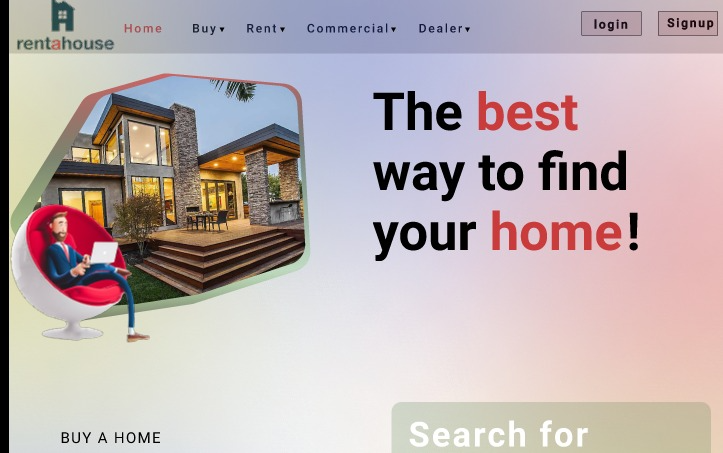 rentahouse
Home Buy▾ Rent▾ Commercial▾ Dealer▾ login Signup
The best
way to find
your home!
BUY A HOME
Search for